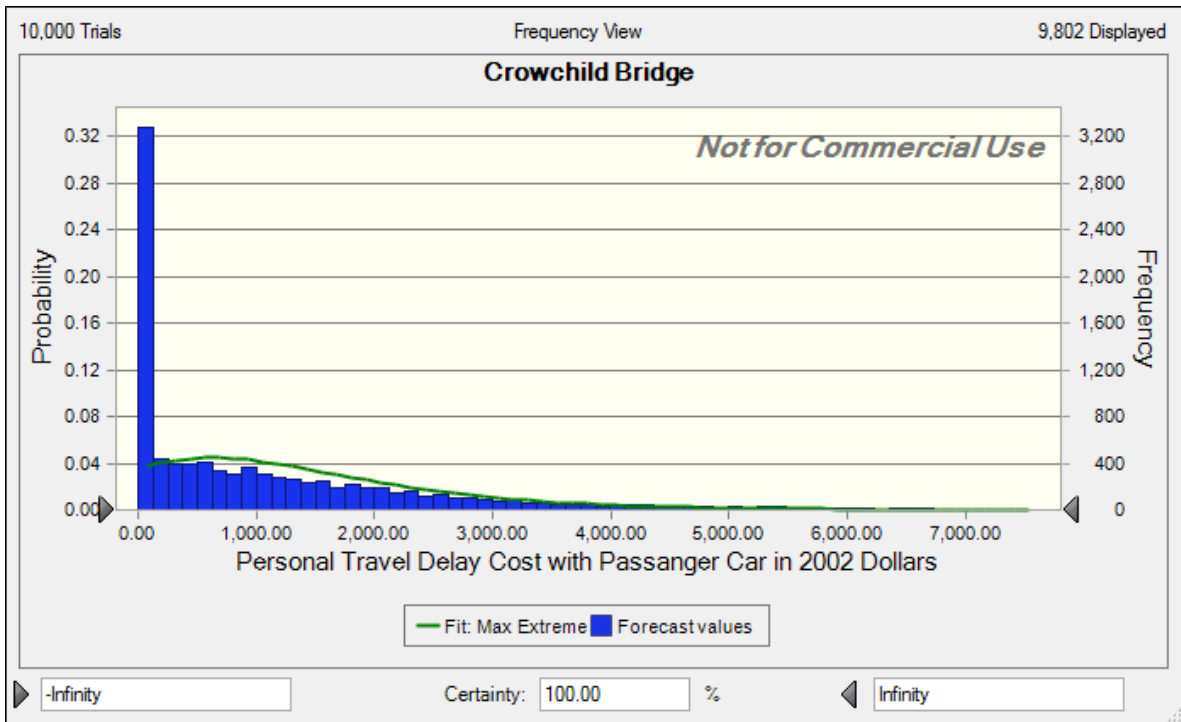 10,000 Trials Frequency View 9,802 Displayed
Crowchild Bridge
Not for Commercial Use
Probability
0.32
0.28
0.24
0.20
0.16
0.12
0.08
0.04
0.00
3,200
2,800
2,400
2,000
1,600
1,200
800
400
0
Frequency
0.00 1,000.00 2,000.00 3,000.00 4,000.00 5,000.00 6,000.00 7,000.00
Personal Travel Delay Cost with Passanger Car in 2002 Dollars
Fit: Max Extreme Forecast values
-Infinity Certainty: 100.00 % Infinity